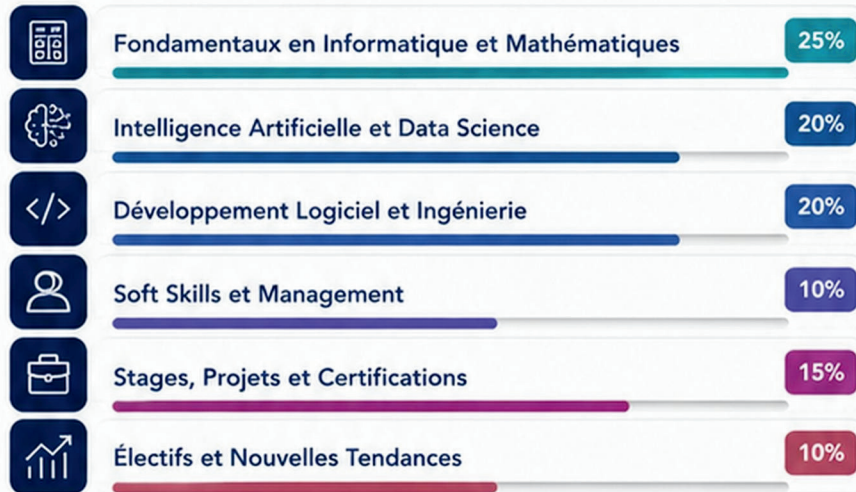 Fondamentaux en Informatique et Mathématiques 25%
Intelligence Artificielle et Data Science 20%
</> Développement Logiciel et Ingénierie 20%
Soft Skills et Management 10%
Stages, Projets et Certifications 15%
Électifs et Nouvelles Tendances 10%